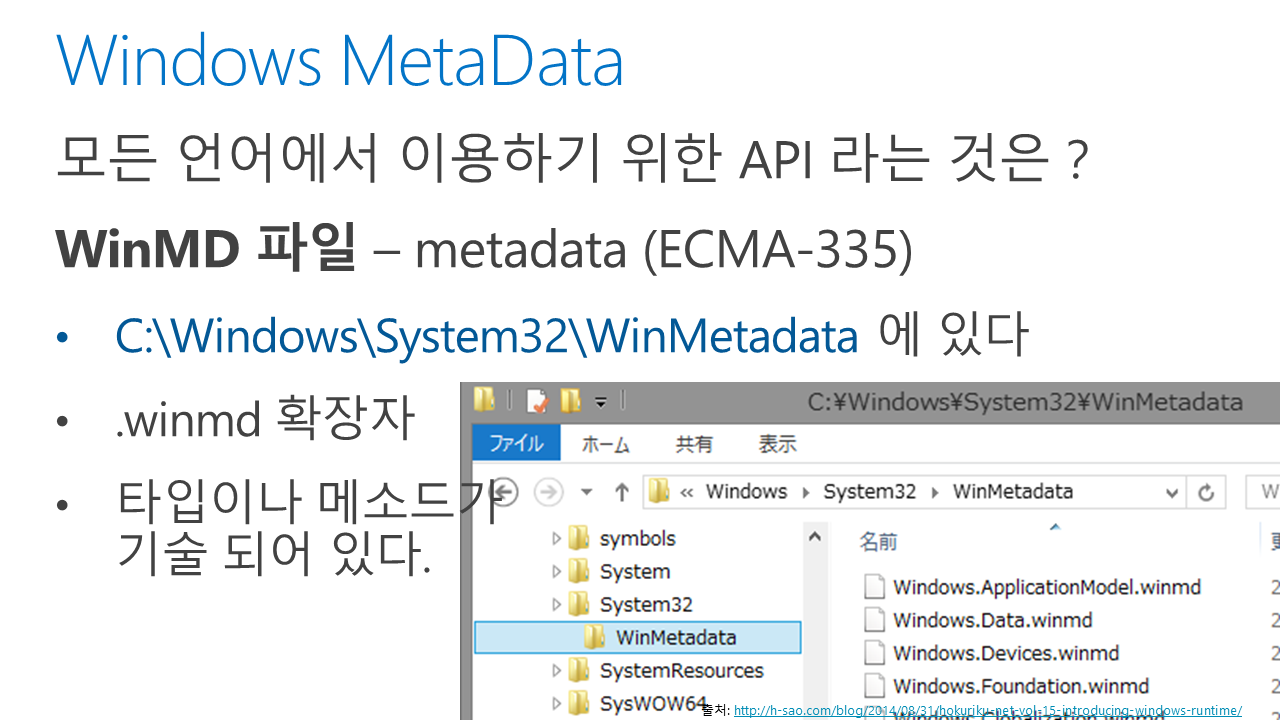 Windows MetaData
모든 언어에서 이용하기 위한 API 라는 것은 ?
WinMD 파일 – metadata (ECMA-335)
• C:\Windows\System32\WinMetadata 에 있다
• .winmd 확장자
• 타입이나 메소드가
기술 되어 있다.
C:¥Windows¥System32¥WinMetadata
ファイル ホーム 共有 表示
« Windows System32 WinMetadata
symbols
System
System32
WinMetadata
SystemResources
SysWOW64
名前
Windows.ApplicationModel.winmd
Windows.Data.winmd
Windows.Devices.winmd
Windows.Foundation.winmd
출처: http://h-sao.com/blog/2014/08/31/hokuriku-net-vol-15-introducing-windows-runtime/